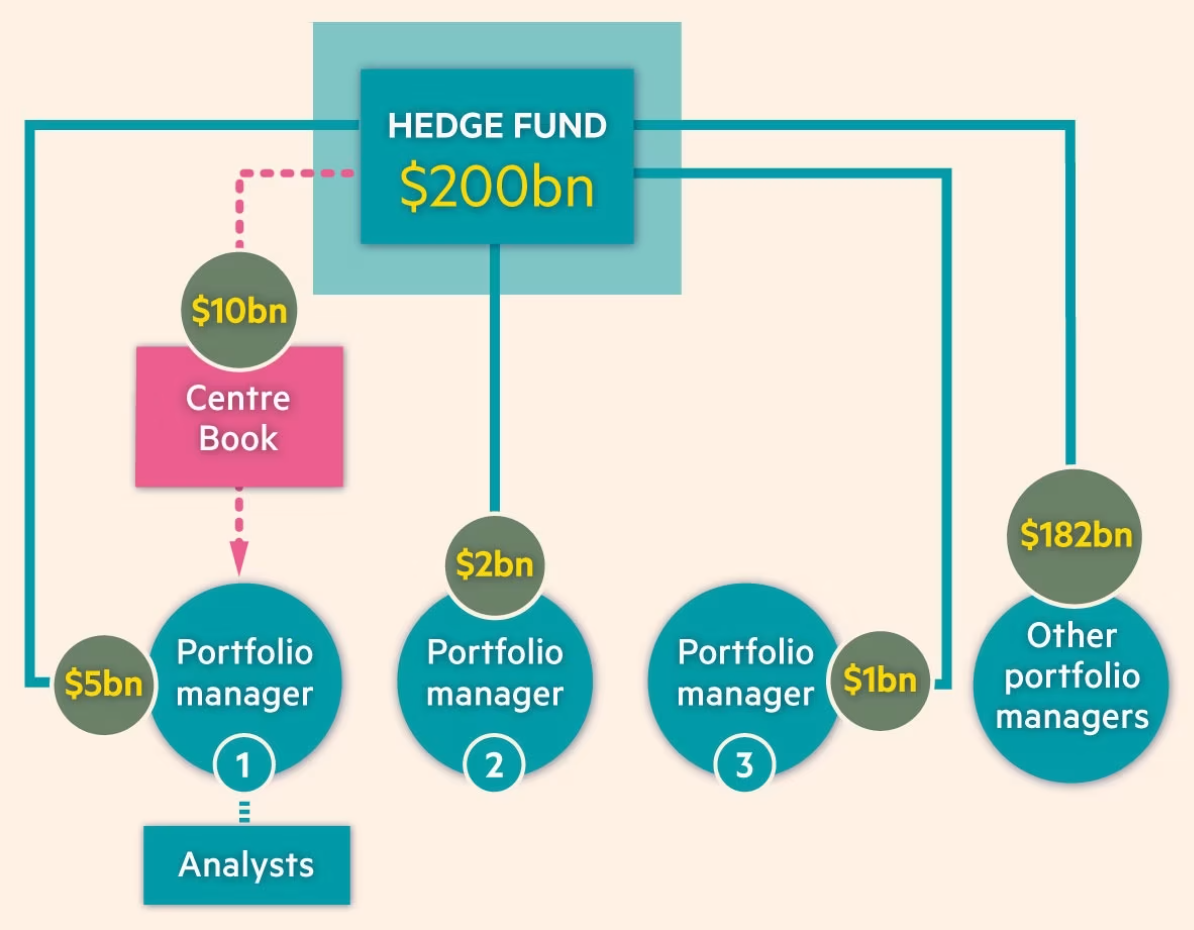 HEDGE FUND
$200bn
$10bn
Centre
Book
$5bn
Portfolio
manager
1
Analysts
$2bn
Portfolio
manager
2
Portfolio
manager
3
$1bn
$182bn
Other
portfolio
managers